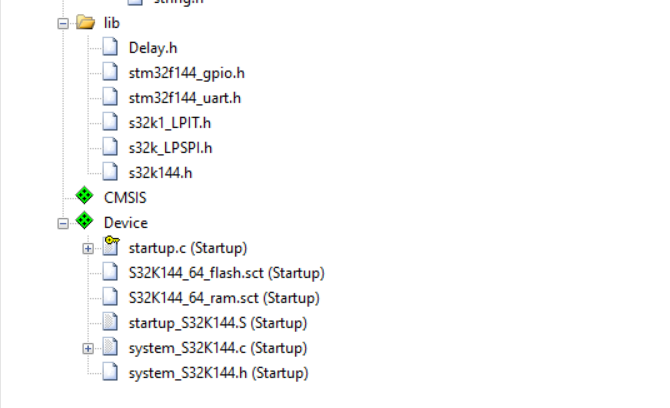 string.h
lib
Delay.h
stm32f144_gpio.h
stm32f144_uart.h
s32k1_LPIT.h
s32k_LPSPI.h
s32k144.h
CMSIS
Device
startup.c (Startup)
S32K144_64_flash.sct (Startup)
S32K144_64_ram.sct (Startup)
startup_S32K144.S (Startup)
system_S32K144.c (Startup)
system_S32K144.h (Startup)